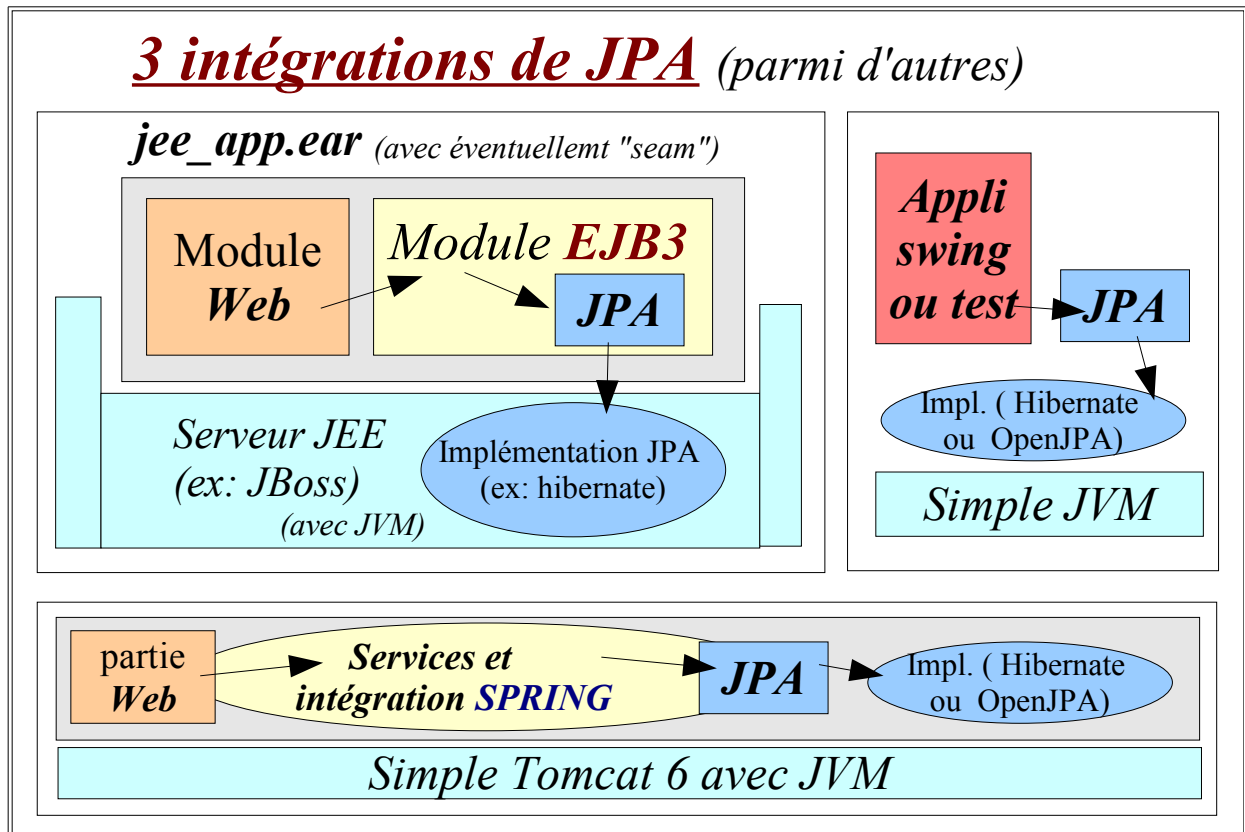 3 intégrations de JPA (parmi d'autres)
jee_app.ear (avec éventuellemt "seam")
Module
Web
Module EJB3
JPA
Serveur JEE
(ex: JBoss)
(avec JVM)
Implémentation JPA
(ex: hibernate)
Appli
swing
ou test
JPA
Impl. ( Hibernate
ou OpenJPA)
Simple JVM
partie
Web
Services et
intégration SPRING
JPA
Impl. ( Hibernate
ou OpenJPA)
Simple Tomcat 6 avec JVM